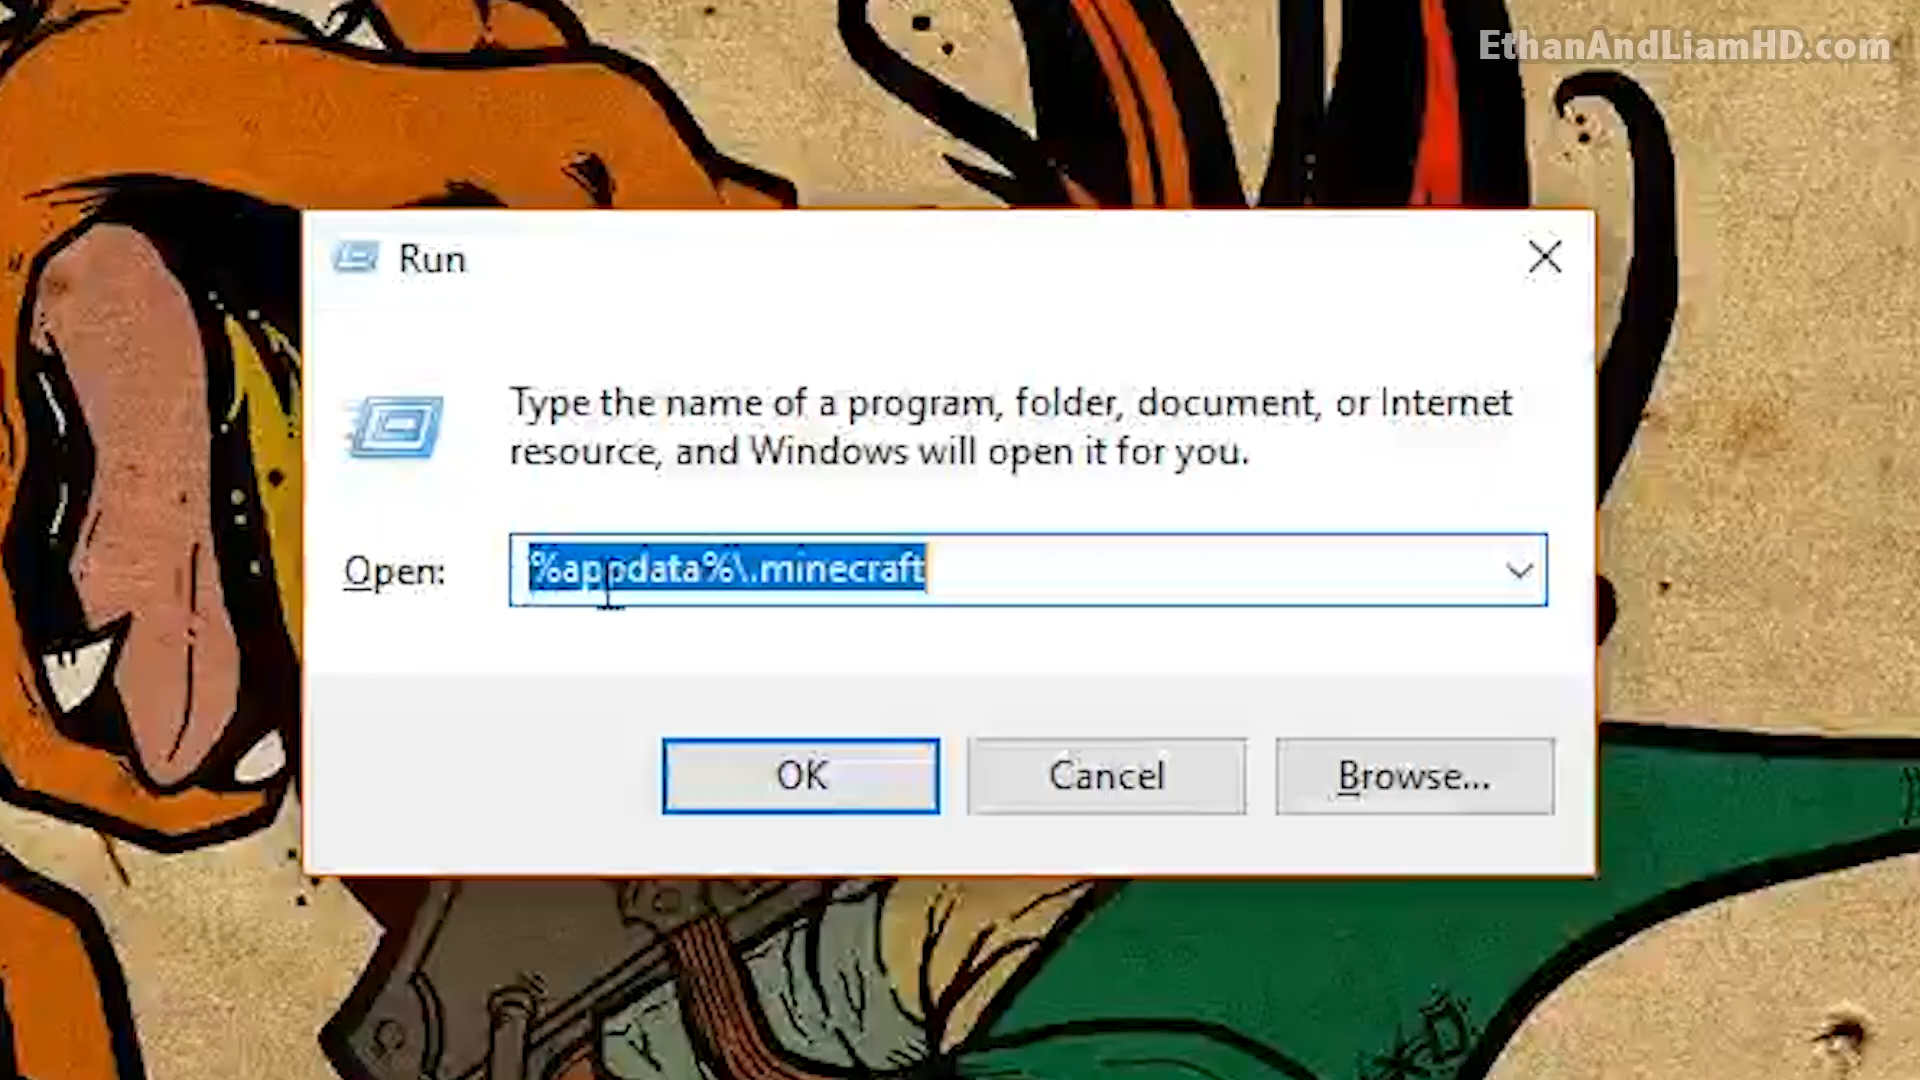 EthanAndLiamHD.com
Run
Type the name of a program, folder, document, or Internet
resource, and Windows will open it for you.
Open:
%appdata%\.minecraft
OK
Cancel
Browse...